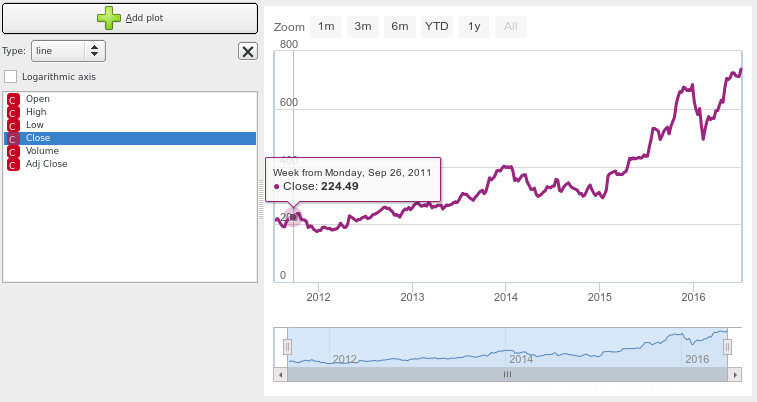 Add plot
Type: line
Logarithmic axis
C Open
C High
C Low
C Close
C Volume
C Adj Close
Zoom 1m 3m 6m YTD 1y All
800
600
400
Week from Monday, Sep 26, 2011
● Close: 224.49
200
0
2012 2013 2014 2015 2016
2012 2014 2016